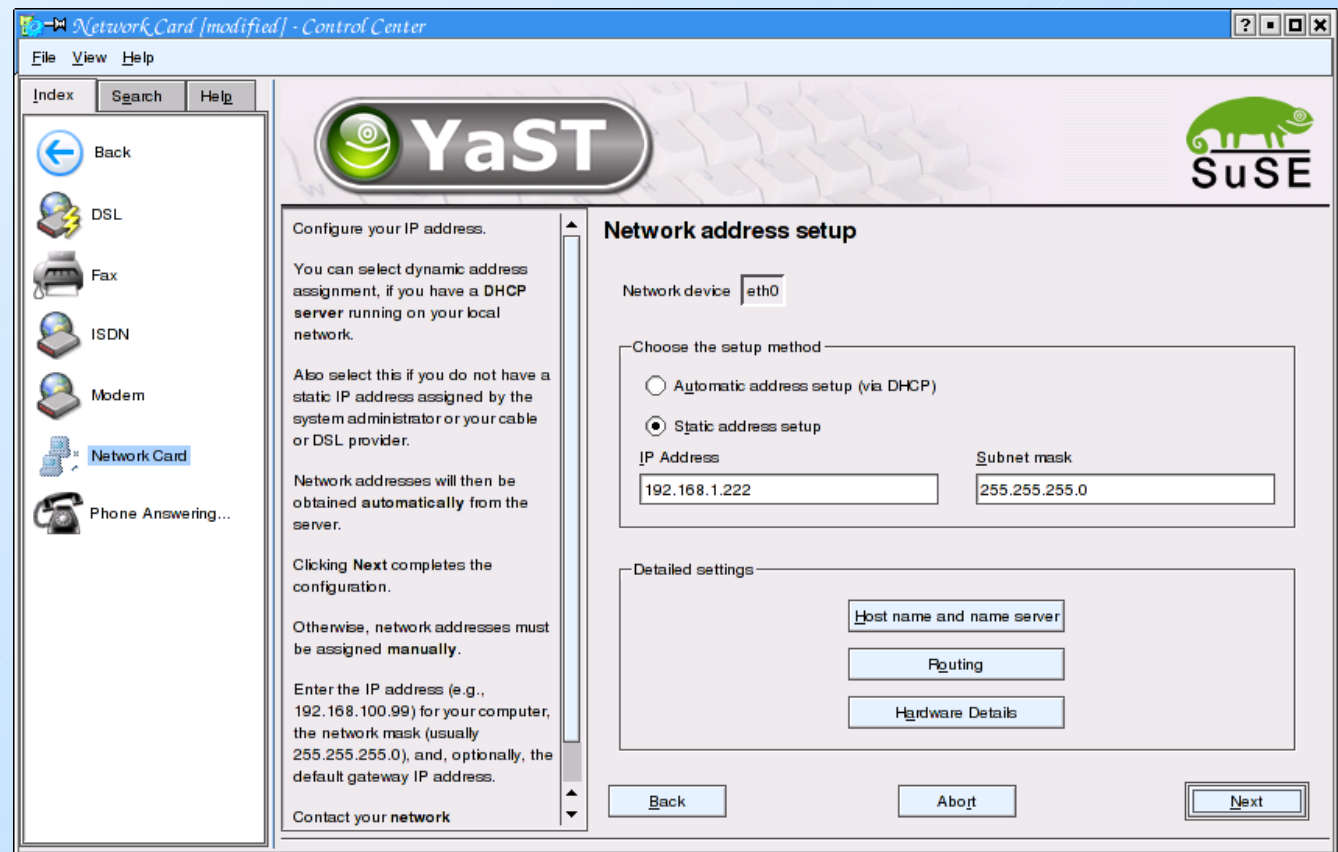 Network Card [modified] - Control Center
File View Help
Index Search Help
Back
DSL
Fax
ISDN
Modem
Network Card
Phone Answering...
YaST
SuSE
Configure your IP address.
You can select dynamic address
assignment, if you have a DHCP
server running on your local
network.
Also select this if you do not have a
static IP address assigned by the
system administrator or your cable
or DSL provider.
Network addresses will then be
obtained automatically from the
server.
Clicking Next completes the
configuration.
Otherwise, network addresses must
be assigned manually.
Enter the IP address (e.g.,
192.168.100.99) for your computer,
the network mask (usually
255.255.255.0), and, optionally, the
default gateway IP address.
Contact your network
Network address setup
Network device eth0
Choose the setup method
Automatic address setup (via DHCP)
Static address setup
IP Address
192.168.1.222
Subnet mask
255.255.255.0
Detailed settings
Host name and name server
Routing
Hardware Details
Back
Abort
Next